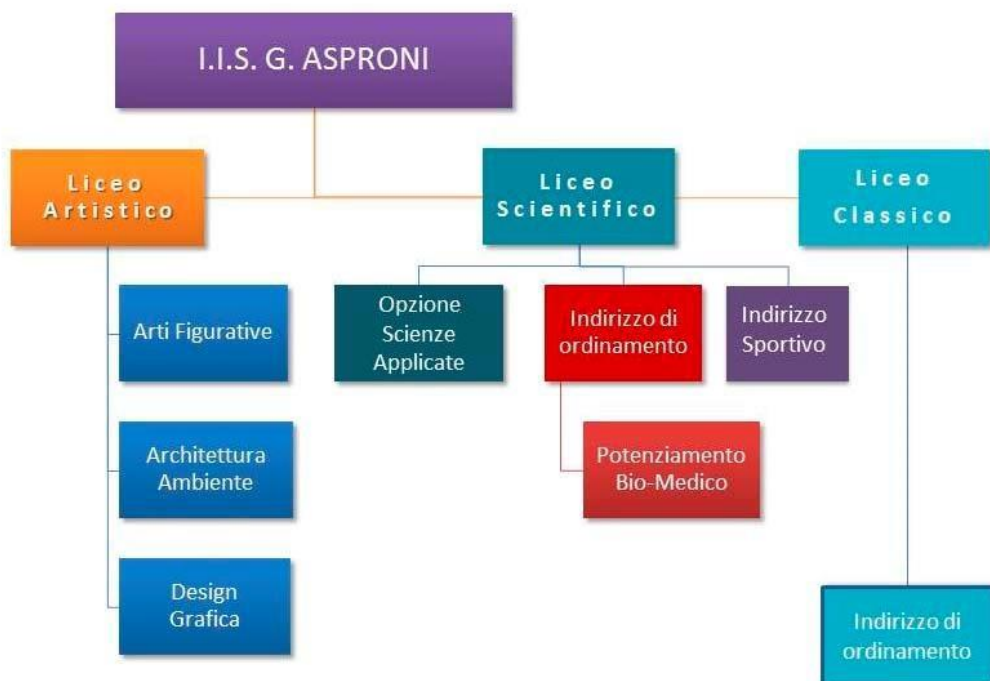 I.I.S. G. ASPRONI
Liceo
Artistico
Liceo
Scientifico
Liceo
Classico
Arti Figurative
Opzione
Scienze
Applicate
Indirizzo di
ordinamento
Indirizzo
Sportivo
Architettura
Ambiente
Potenziamento
Bio-Medico
Design
Grafica
Indirizzo di
ordinamento